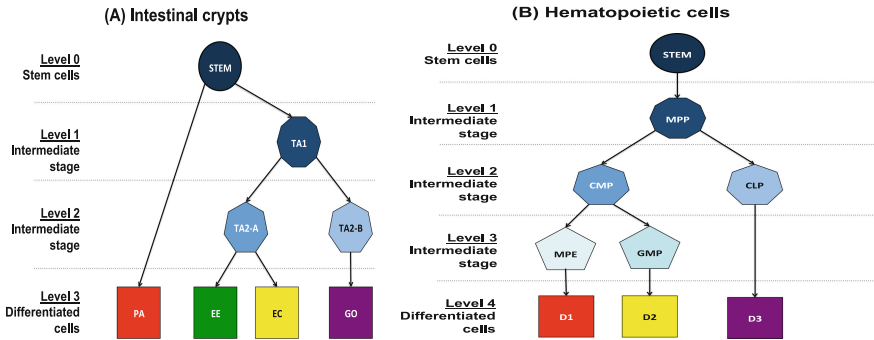 (A) Intestinal crypts
Level 0
Stem cells
STEM
Level 1
Intermediate
stage
TA1
Level 2
Intermediate
stage
TA2-A
TA2-B
Level 3
Differentiated
cells
PA
EE
EC
GO
(B) Hematopoietic cells
Level 0
Stem cells
STEM
Level 1
Intermediate
stage
MPP
Level 2
Intermediate
stage
CMP
CLP
Level 3
Intermediate
stage
MPE
GMP
Level 4
Differentiated
cells
D1
D2
D3